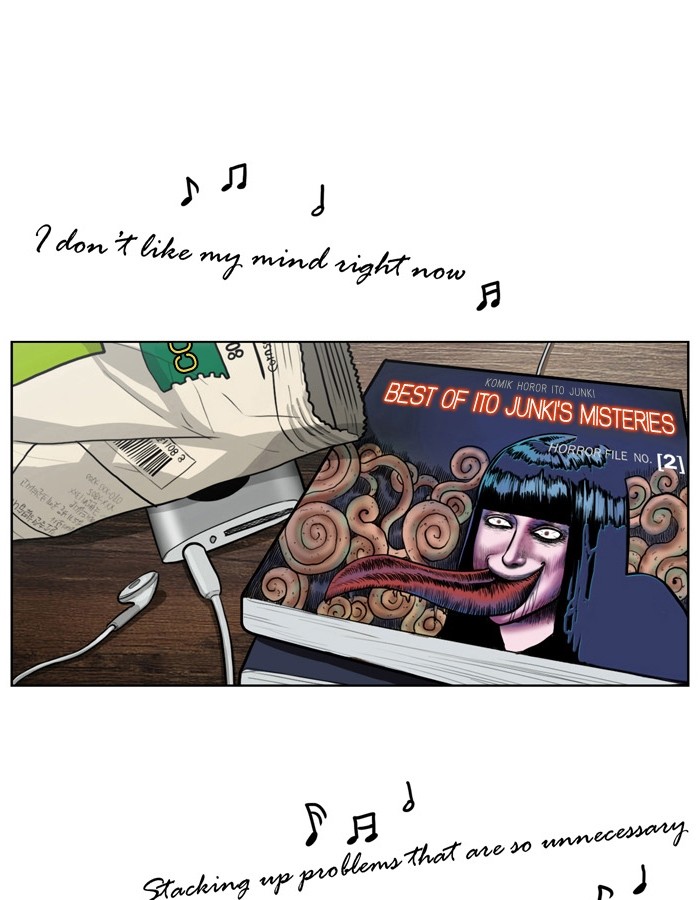 I don't like my mind right now
KOMIK HOROR ITO JUNKI
BEST OF ITO JUNKI'S MISTERIES
HORROR FILE NO. [2]
Stacking up problems that are so unnecessary